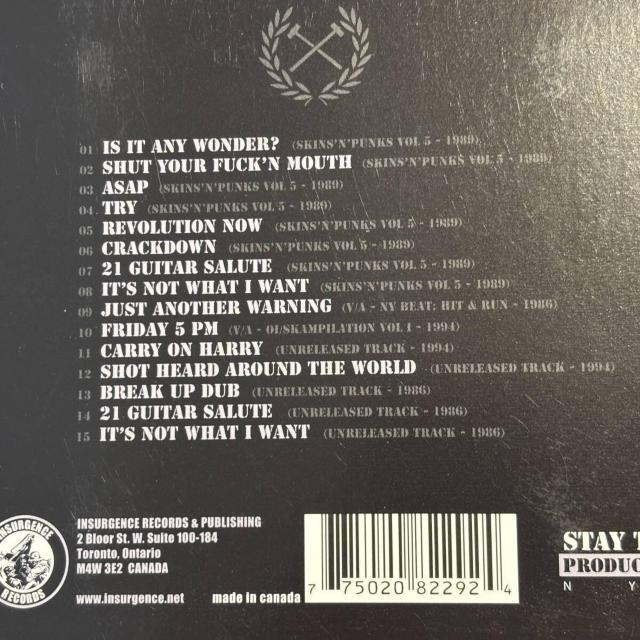 01 IS IT ANY WONDER? (SKINS'N'PUNKS VOL 5 - 1989)
02 SHUT YOUR FUCK'N MOUTH (SKINS'N'PUNKS VOL 5 - 1989)
03 ASAP (SKINS'N'PUNKS VOL 5 - 1989)
04 TRY (SKINS'N'PUNKS VOL 5 - 1989)
05 REVOLUTION NOW (SKINS'N'PUNKS VOL 5 - 1989)
06 CRACKDOWN (SKINS'N'PUNKS VOL 5 - 1989)
07 21 GUITAR SALUTE (SKINS'N'PUNKS VOL 5 - 1989)
08 IT'S NOT WHAT I WANT (SKINS'N'PUNKS VOL 5 - 1989)
09 JUST ANOTHER WARNING (V/A - NY BEAT: HIT & RUN - 1986)
10 FRIDAY 5 PM (V/A - OI/SKAMPILATION VOL 1 - 1994)
11 CARRY ON HARRY (UNRELEASED TRACK - 1994)
12 SHOT HEARD AROUND THE WORLD (UNRELEASED TRACK - 1994)
13 BREAK UP DUB (UNRELEASED TRACK - 1986)
14 21 GUITAR SALUTE (UNRELEASED TRACK - 1986)
15 IT'S NOT WHAT I WANT (UNRELEASED TRACK - 1986)
INSURGENCE RECORDS
INSURGENCE RECORDS & PUBLISHING
2 Bloor St. W. Suite 100-184
Toronto, Ontario
M4W 3E2 CANADA
www.insurgence.net made in canada
7 75020 82292 4
STAY T
PRODUC
N Y